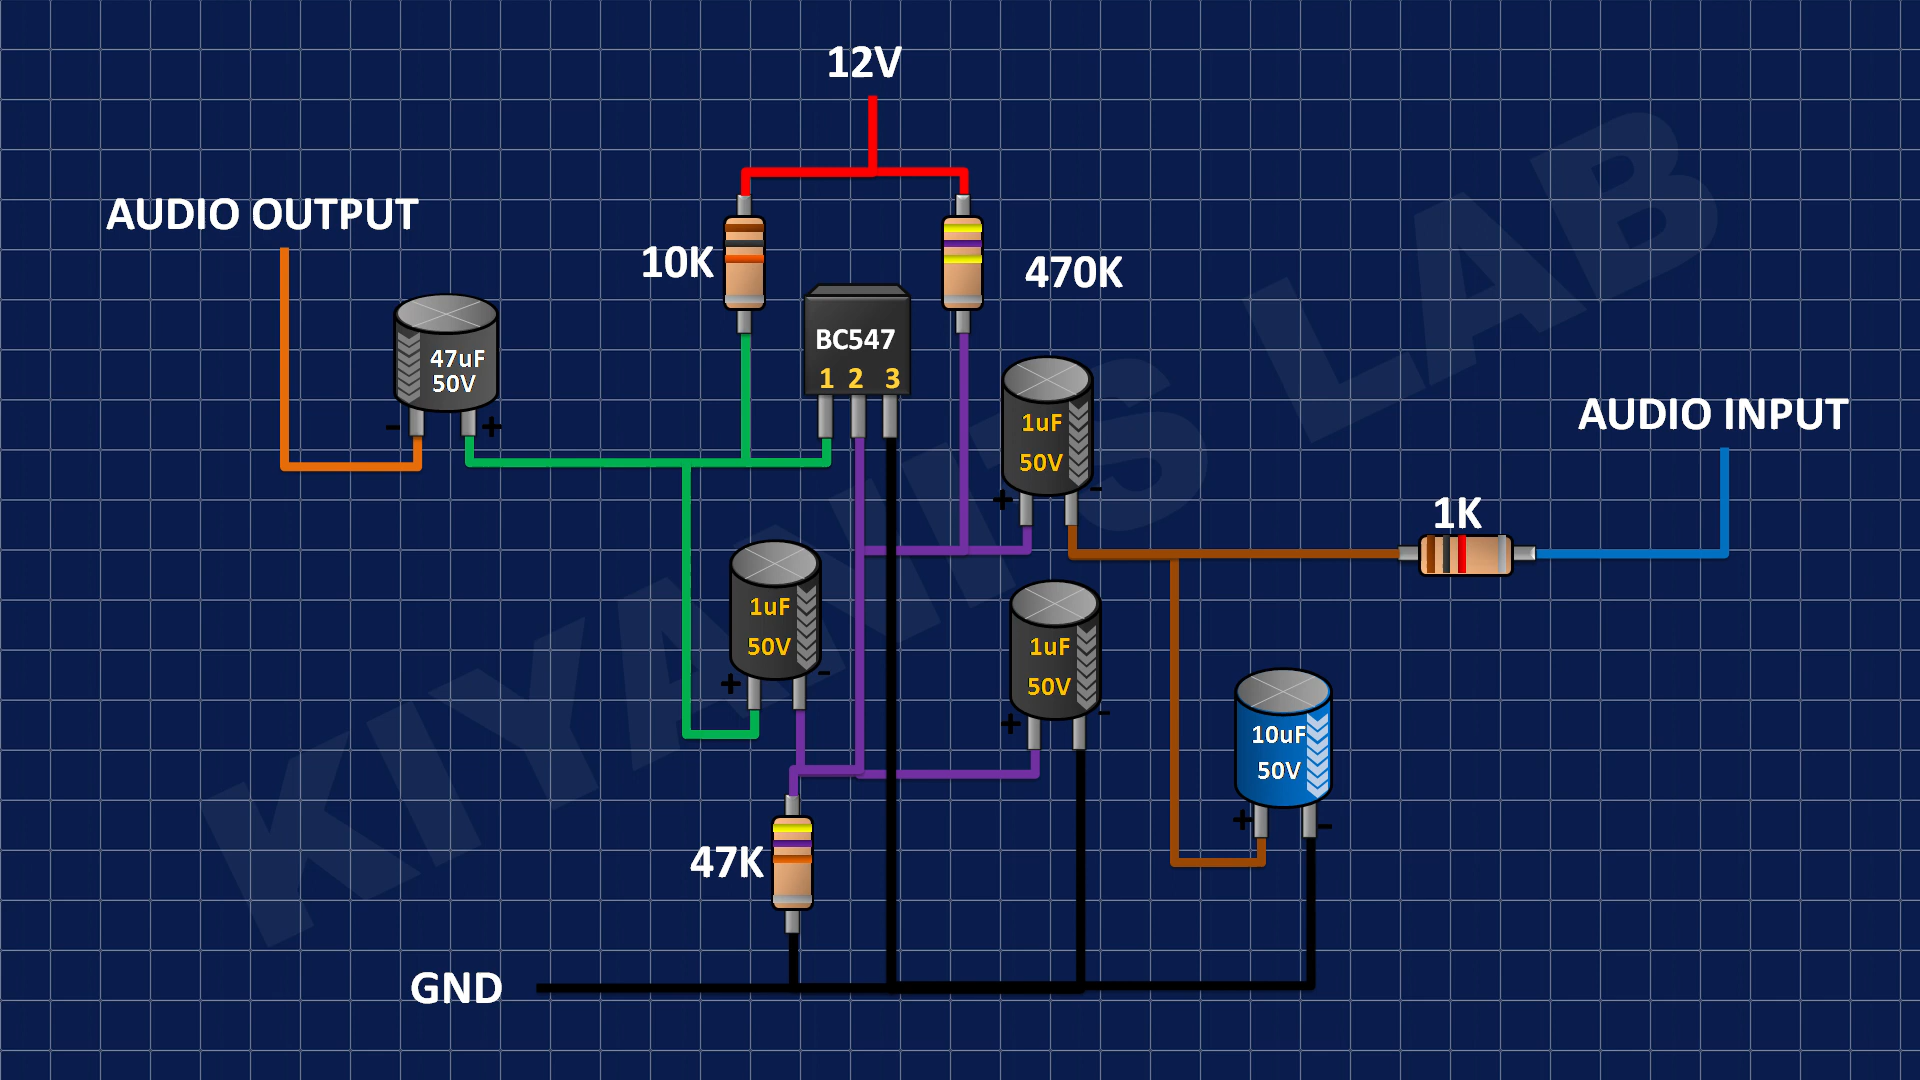 12V
AUDIO OUTPUT
10K
470K
47uF
50V
- +
BC547
1 2 3
1uF
50V
+ -
AUDIO INPUT
1K
1uF
50V
+ -
1uF
50V
+ -
10uF
50V
+ -
47K
GND
KIYANI'S LAB